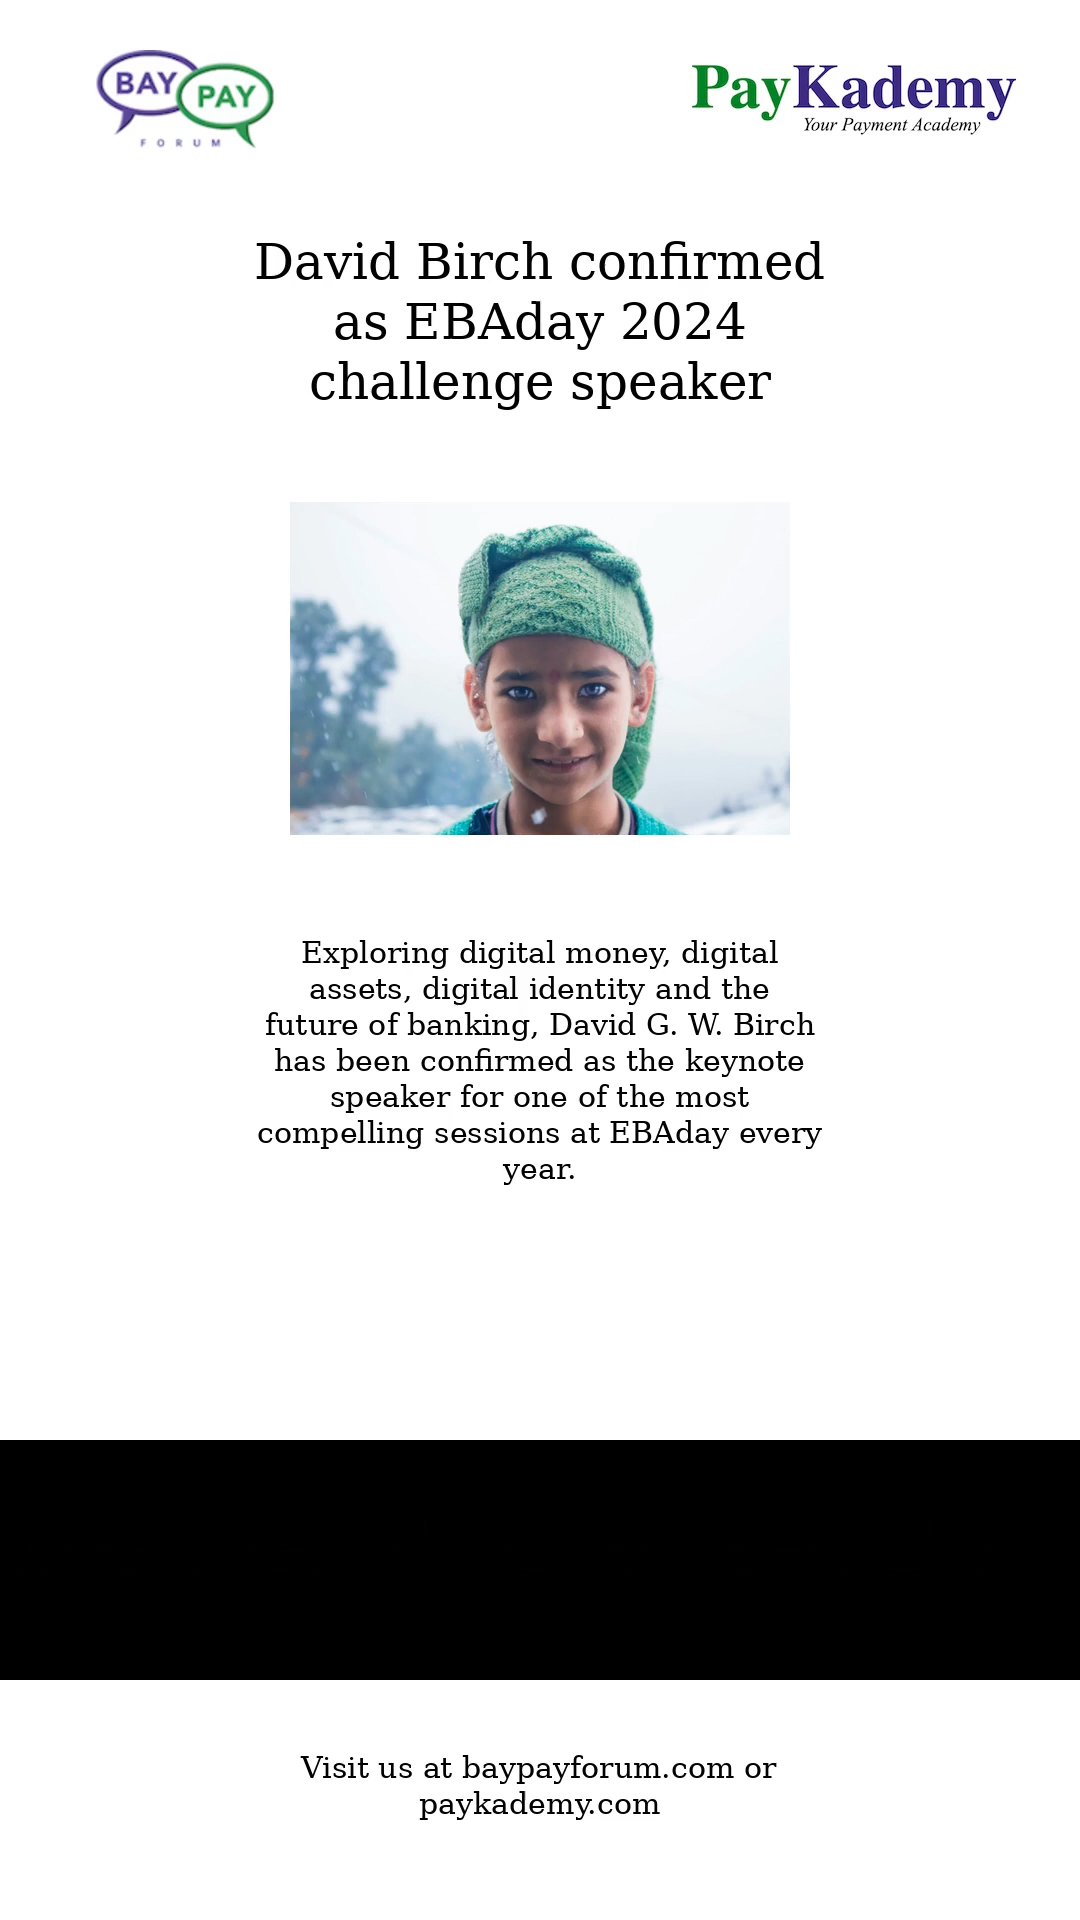 BAY PAY
FORUM
PayKademy
Your Payment Academy
David Birch confirmed
as EBAday 2024
challenge speaker
Exploring digital money, digital
assets, digital identity and the
future of banking, David G. W. Birch
has been confirmed as the keynote
speaker for one of the most
compelling sessions at EBAday every
year.
Visit us at baypayforum.com or
paykademy.com